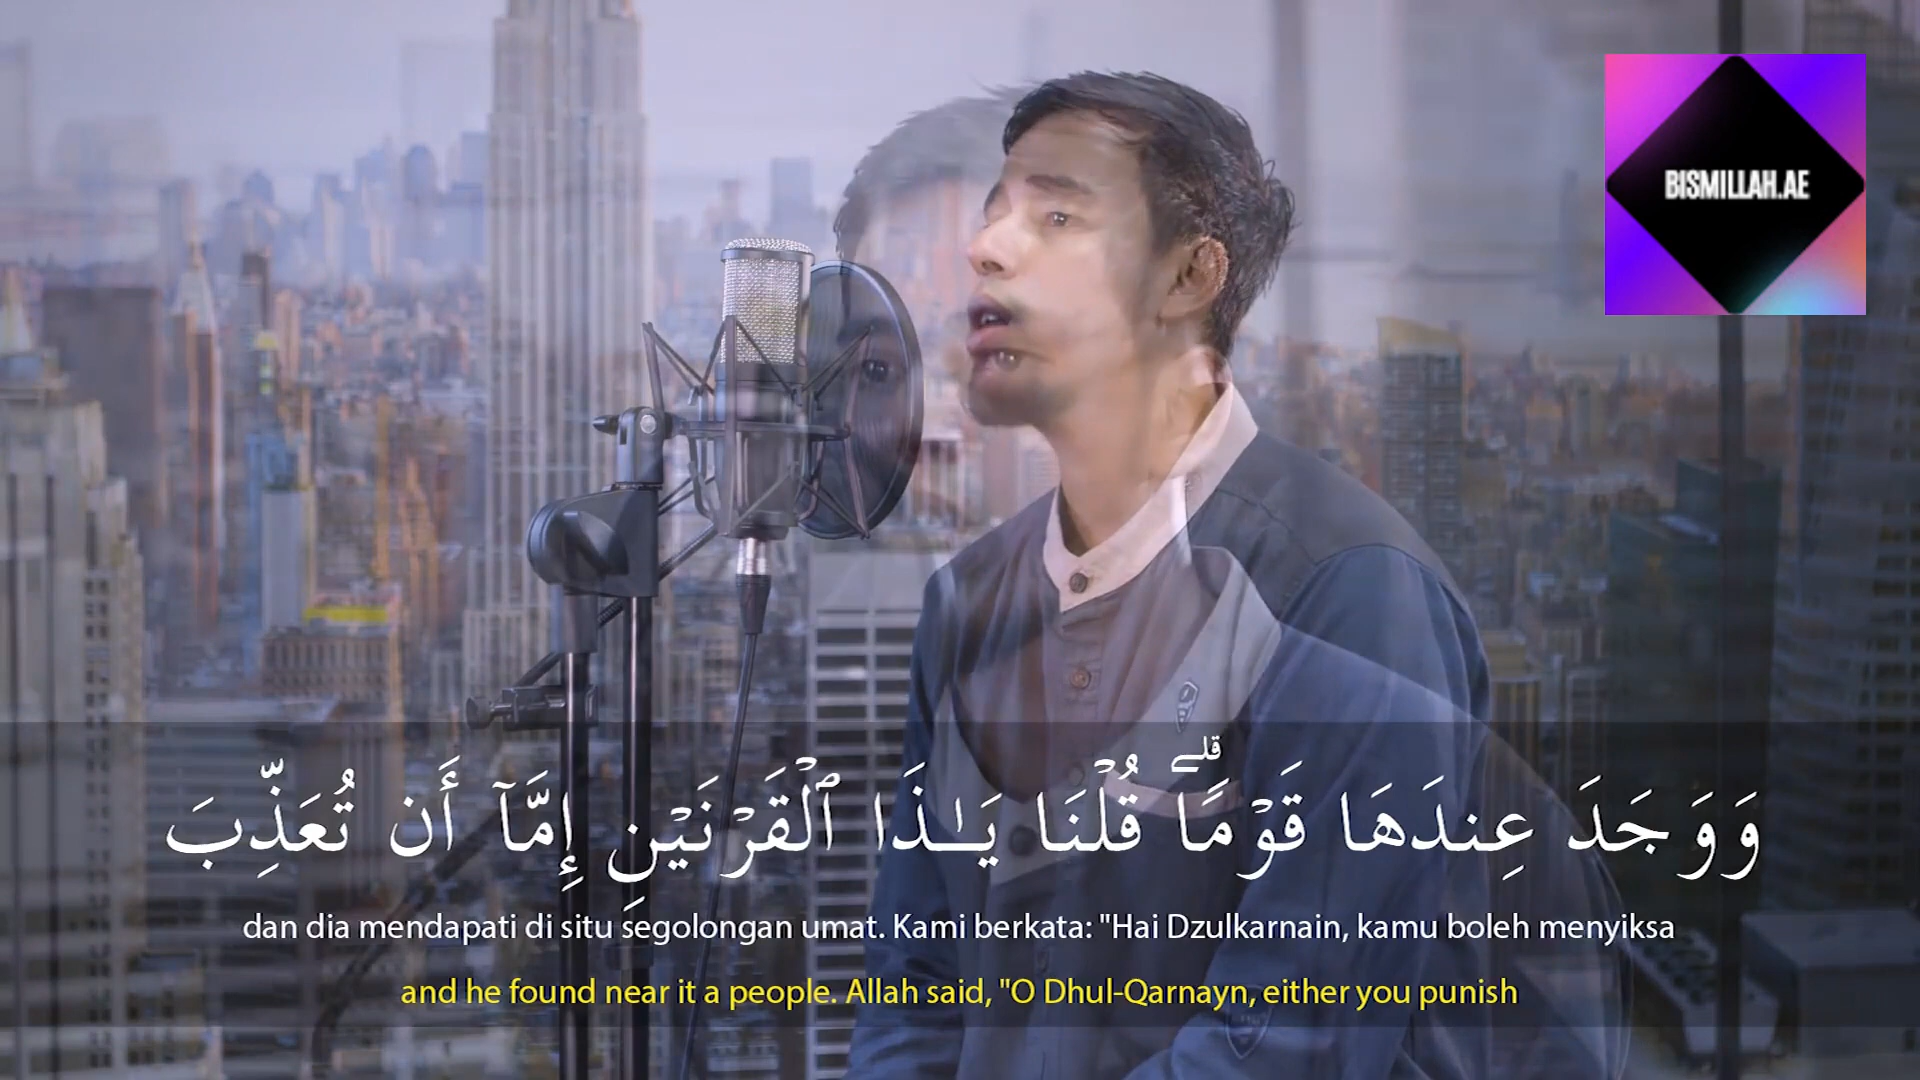 BISMILLAH.AE
وَوَجَدَ عِندَهَا قَوْمًاۗ قُلْنَا يَـٰذَا ٱلْقَرْنَيْنِ إِمَّآ أَن تُعَذِّبَ
dan dia mendapati di situ segolongan umat. Kami berkata: "Hai Dzulkarnain, kamu boleh menyiksa
and he found near it a people. Allah said, "O Dhul-Qarnayn, either you punish